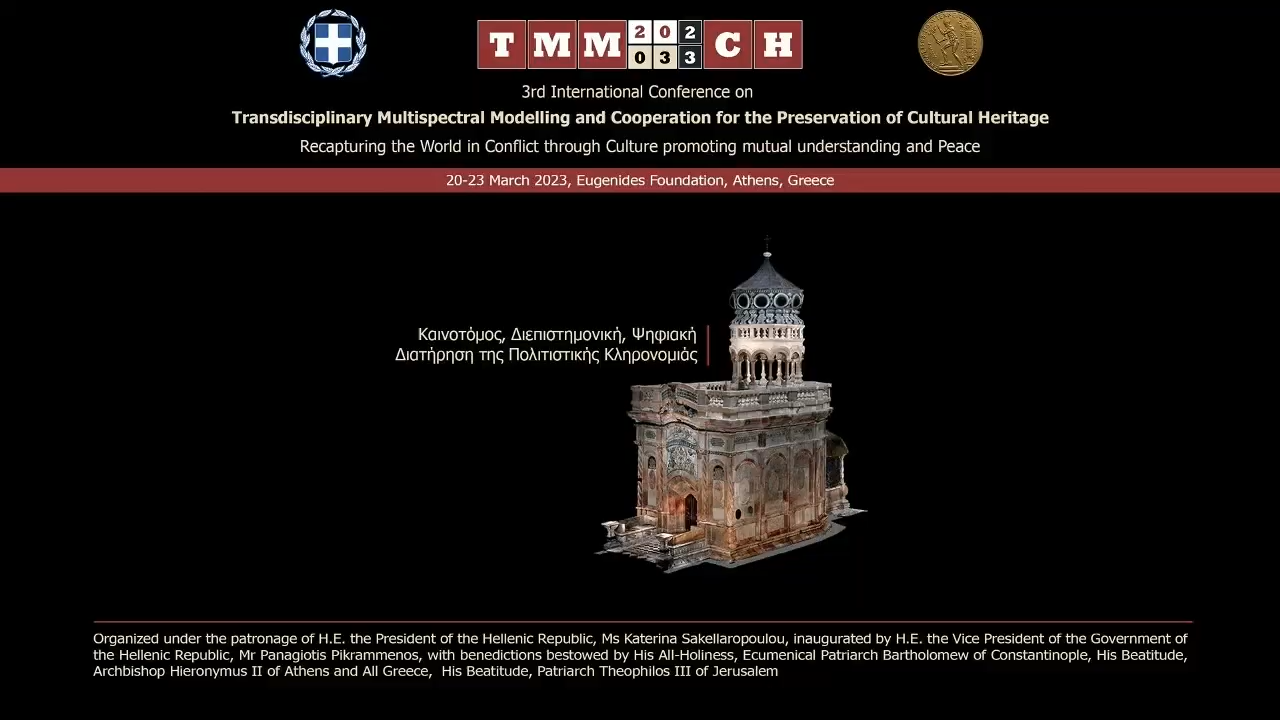 TMM 2023 03 CH
3rd International Conference on
Transdisciplinary Multispectral Modelling and Cooperation for the Preservation of Cultural Heritage
Recapturing the World in Conflict through Culture promoting mutual understanding and Peace
20-23 March 2023, Eugenides Foundation, Athens, Greece
Καινοτόμος, Διεπιστημονική, Ψηφιακή
Διατήρηση της Πολιτιστικής Κληρονομιάς
Organized under the patronage of H.E. the President of the Hellenic Republic, Ms Katerina Sakellaropoulou, inaugurated by H.E. the Vice President of the Government of
the Hellenic Republic, Mr Panagiotis Pikrammenos, with benedictions bestowed by His All-Holiness, Ecumenical Patriarch Bartholomew of Constantinople, His Beatitude,
Archbishop Hieronymus II of Athens and All Greece, His Beatitude, Patriarch Theophilos III of Jerusalem